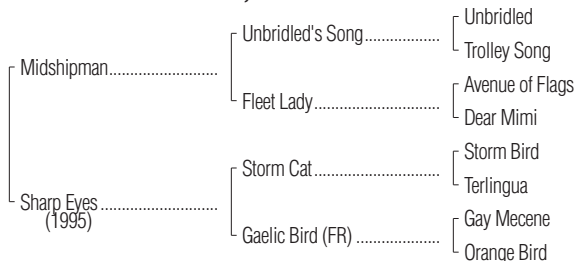 Unbridled
Unbridled's Song..................
Trolley Song
Midshipman..........................
Avenue of Flags
Fleet Lady..............................
Dear Mimi
Storm Bird
Storm Cat..............................
Terlingua
Sharp Eyes ............................
(1995)
Gay Mecene
Gaelic Bird (FR) ....................
Orange Bird